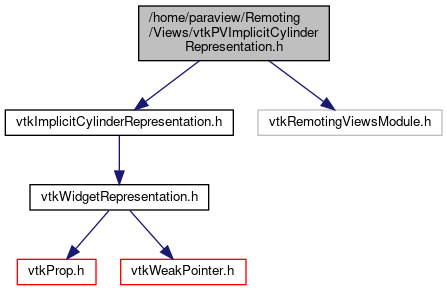 /home/paraview/Remoting
/Views/vtkPVImplicitCylinder
Representation.h
vtkImplicitCylinderRepresentation.h
vtkRemotingViewsModule.h
vtkWidgetRepresentation.h
vtkProp.h
vtkWeakPointer.h